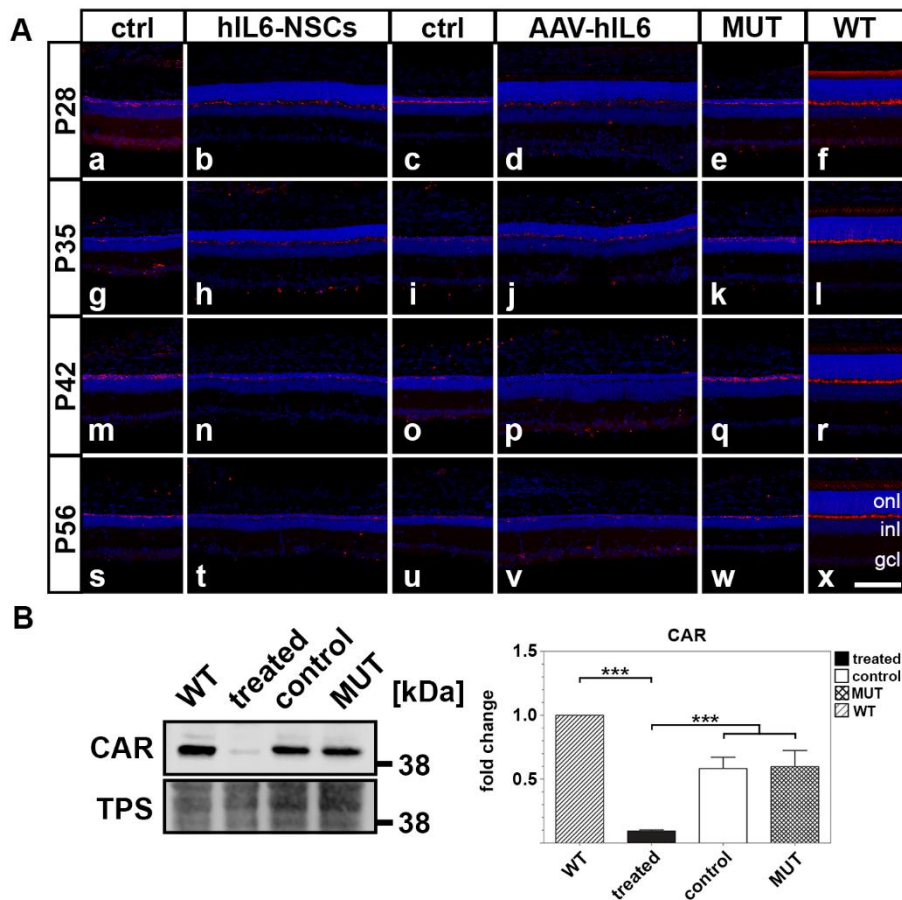 A
ctrl hIL6-NSCs ctrl AAV-hIL6 MUT WT
P28
a b c d e f
P35
g h i j k l
P42
m n o p q r
P56
onl
inl
gcl
s t u v w x
B
WT treated control MUT [kDa]
CAR
38
TPS
38
CAR
1.5
1.0
0.5
fold change
***
***
treated
control
MUT
WT
WT treated control MUT